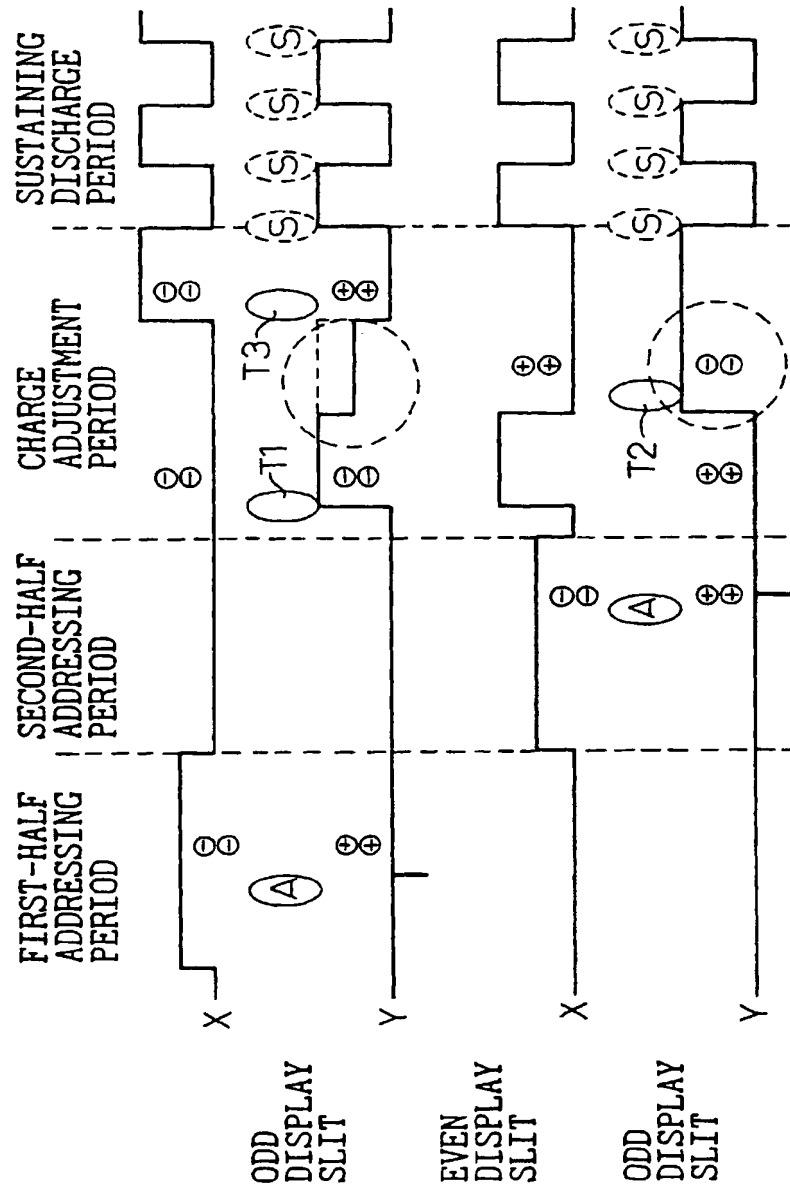 FIRST-HALF
ADDRESSING
PERIOD
SECOND-HALF
ADDRESSING
PERIOD
CHARGE
ADJUSTMENT
PERIOD
SUSTAINING
DISCHARGE
PERIOD
ODD
DISPLAY
SLIT
X
⊖⊖
⊖⊖
⊖⊖
A
T1
T3
S
S
S
S
Y
⊕⊕
⊖⊖
⊕⊕
EVEN
DISPLAY
SLIT
X
⊖⊖
⊕⊕
ODD
DISPLAY
SLIT
A
T2
S
S
S
S
Y
⊕⊕
⊕⊕
⊖⊖